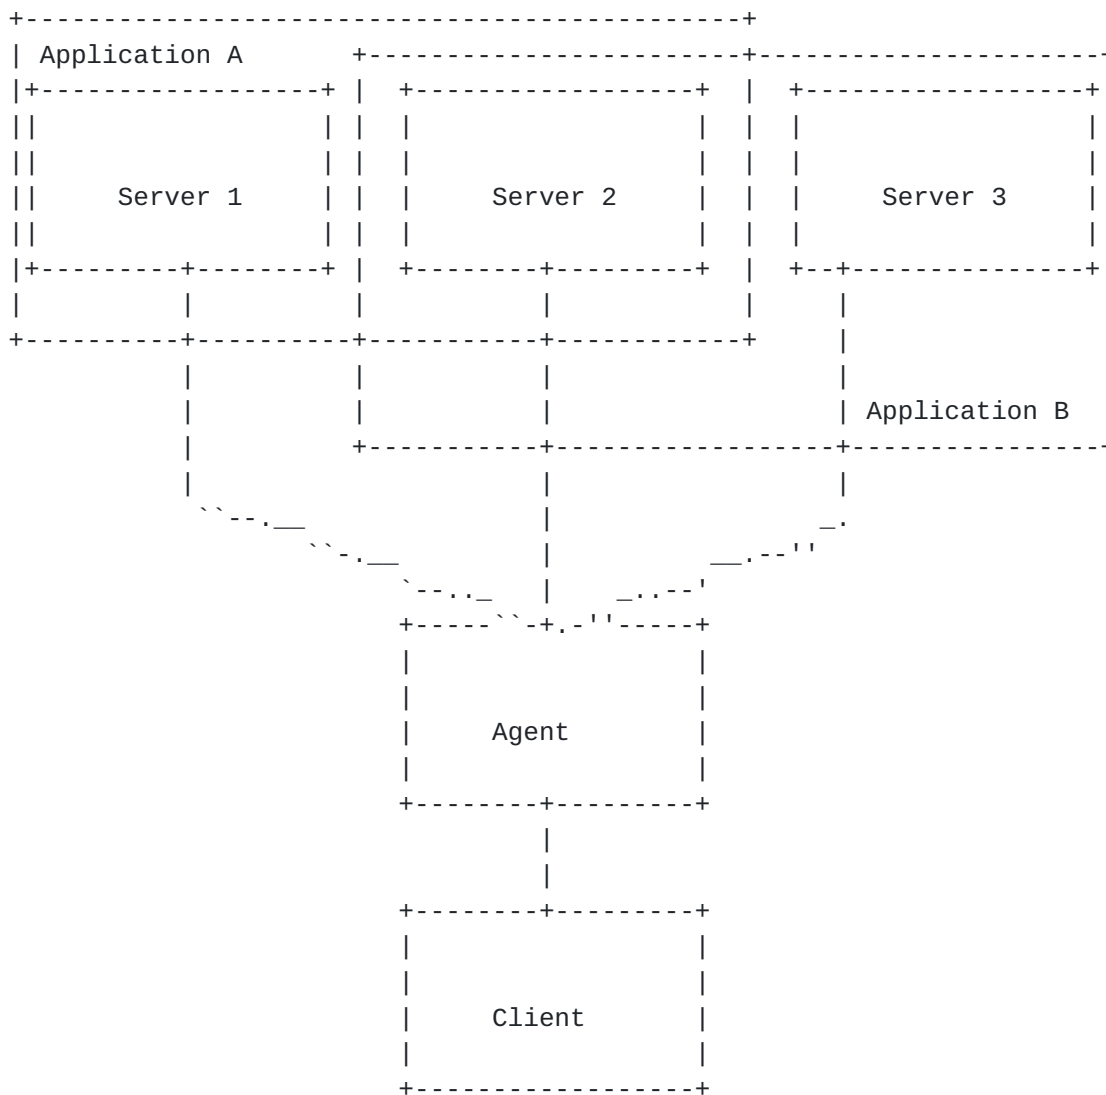 Application A
Server 1 Server 2 Server 3
Application B
Agent
Client